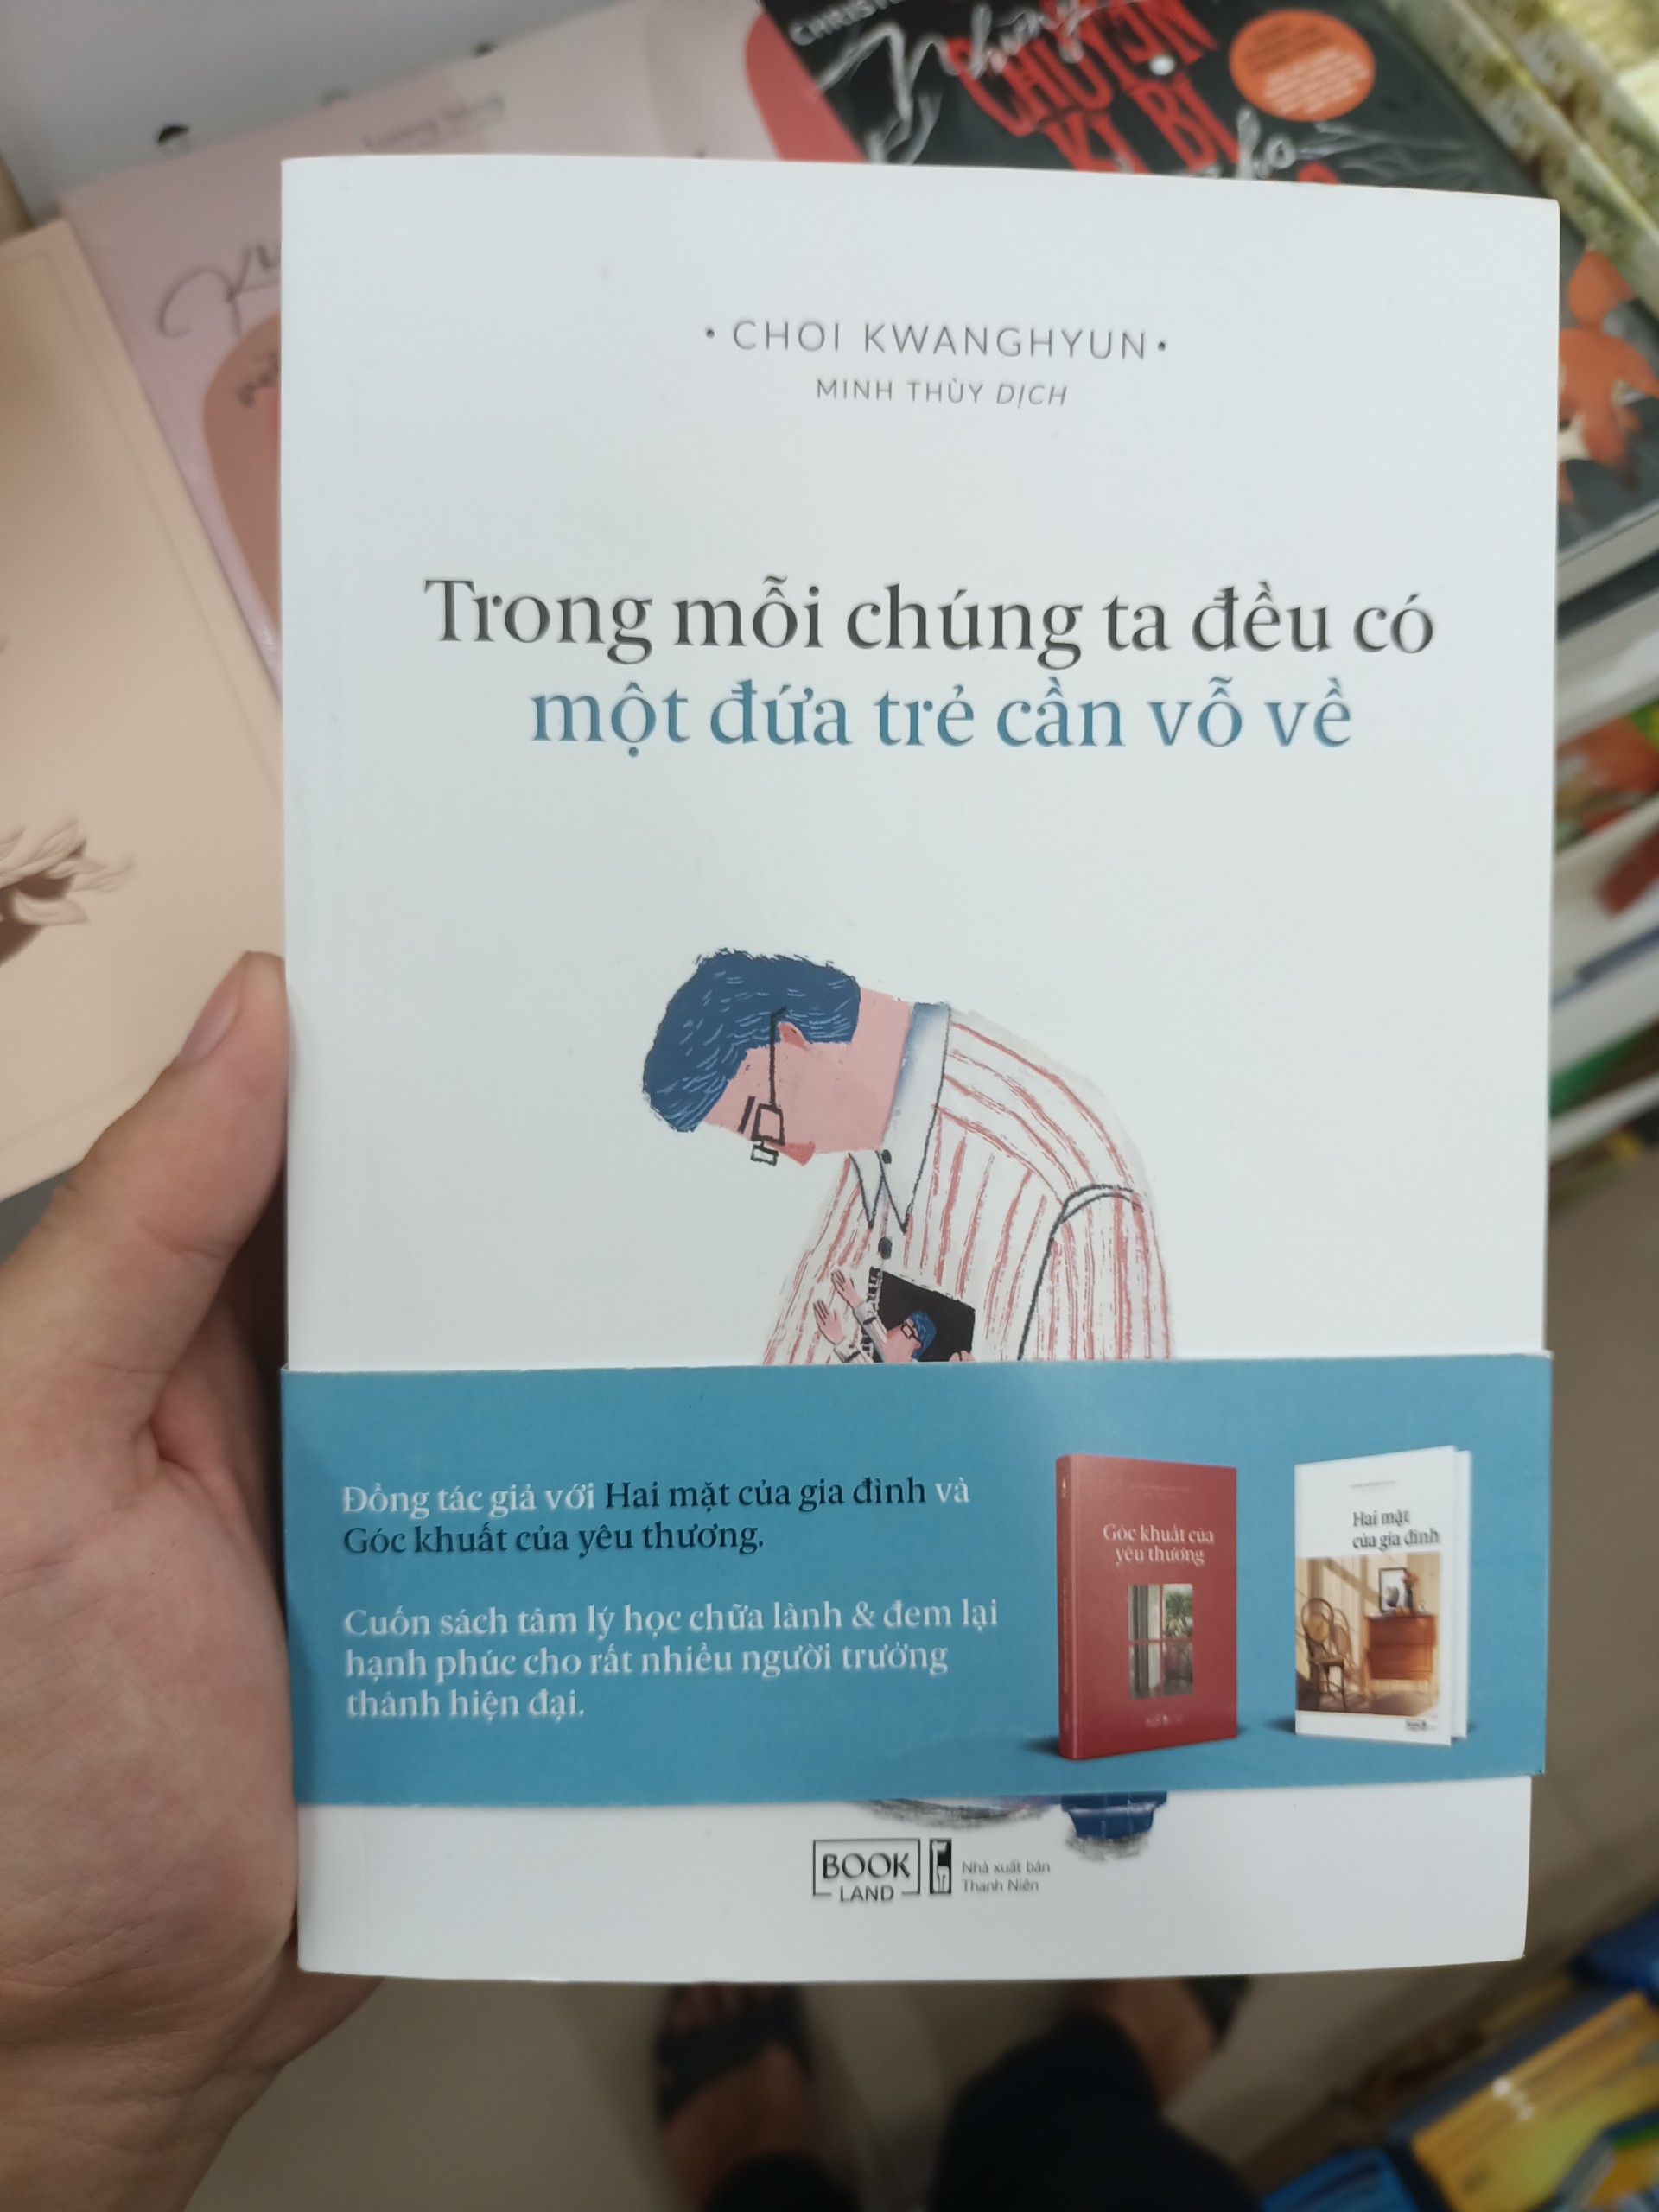 CHUYỆN
KÌ BÍ
• CHOI KWANGHYUN •
MINH THÙY DỊCH
Trong mỗi chúng ta đều có
một đứa trẻ cần vỗ về
Đồng tác giả với Hai mặt của gia đình và
Góc khuất của yêu thương.
Cuốn sách tâm lý học chữa lành & đem lại
hạnh phúc cho rất nhiều người trưởng
thành hiện đại.
Góc khuất của
yêu thương
Hai mặt
của gia đình
BOOK
LAND
Nhà xuất bản
Thanh Niên